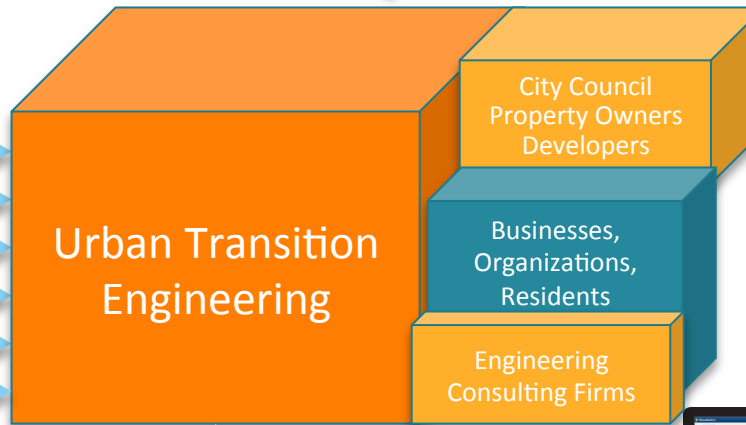 Urban Transition
Engineering
City Council
Property Owners
Developers
Businesses,
Organizations,
Residents
Engineering
Consulting Firms